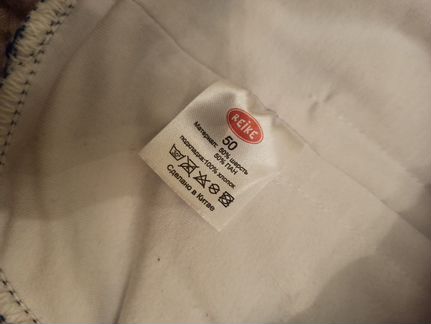 REIKE
50
Материал: 50% шерсть
50% ПАН
подкладка:100% хлопок
Сделано в Китае